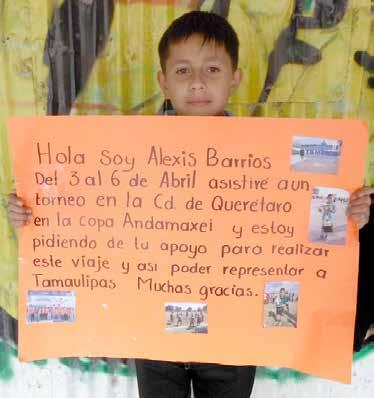 Hola soy Alexis Barrios
Del 3 al 6 de Abril asistiré a un
torneo en la Cd. de Querétaro
en la copa Andamaxei y estoy
pidiendo de tu apoyo para realizar
este viaje y asi poder representar a
Tamaulipas Muchas gracias.